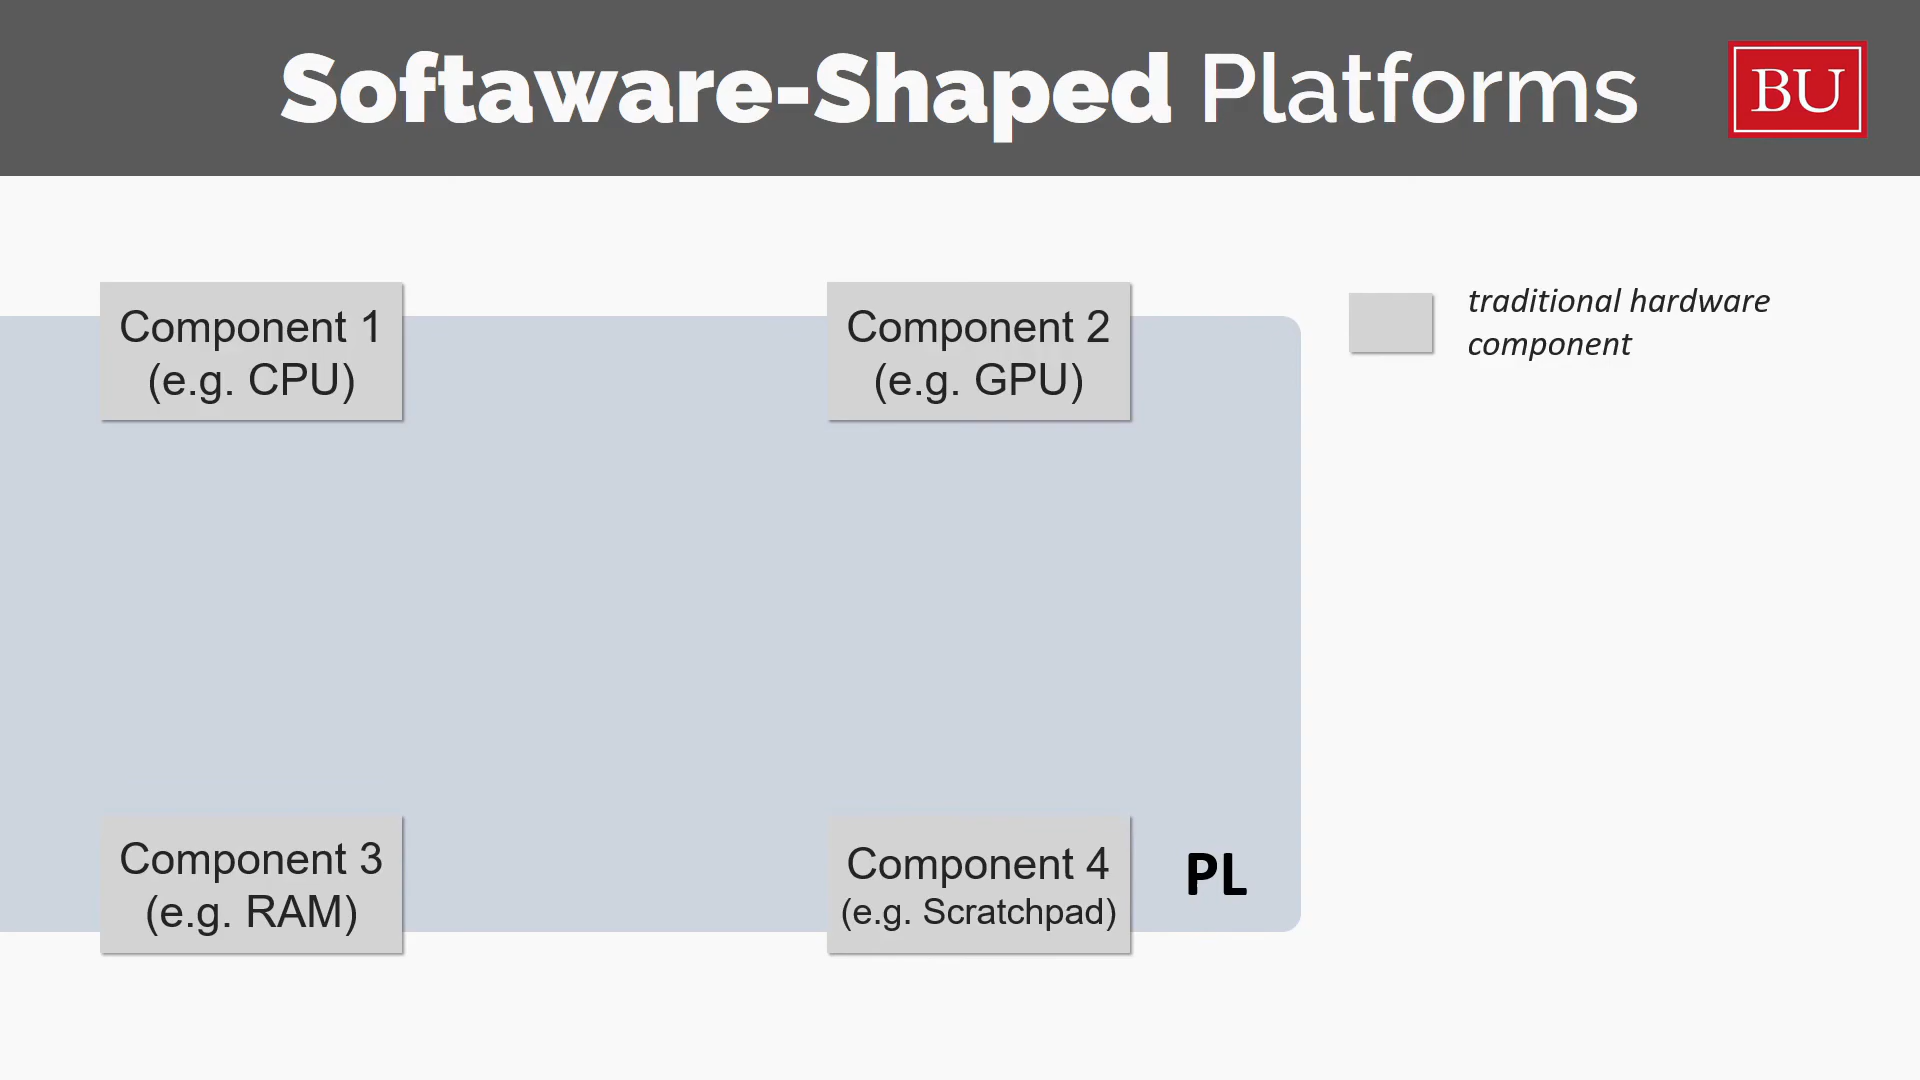 Softaware-Shaped Platforms
BU
Component 1
(e.g. CPU)
Component 2
(e.g. GPU)
traditional hardware
component
Component 3
(e.g. RAM)
Component 4
(e.g. Scratchpad)
PL